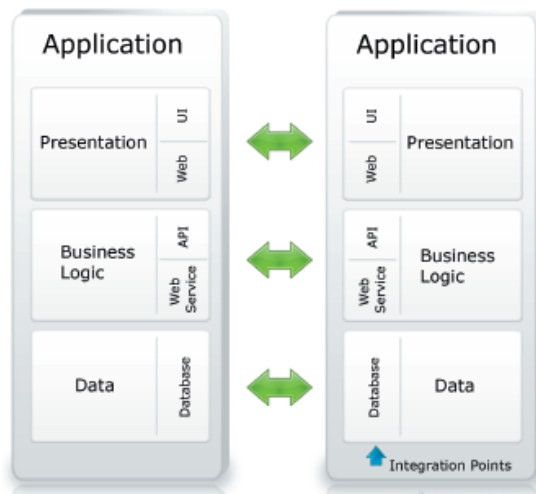 Application
Presentation
UI
Web
Business
Logic
API
Web
Service
Data
Database
Application
UI
Web
Presentation
API
Web
Service
Business
Logic
Database
Data
Integration Points